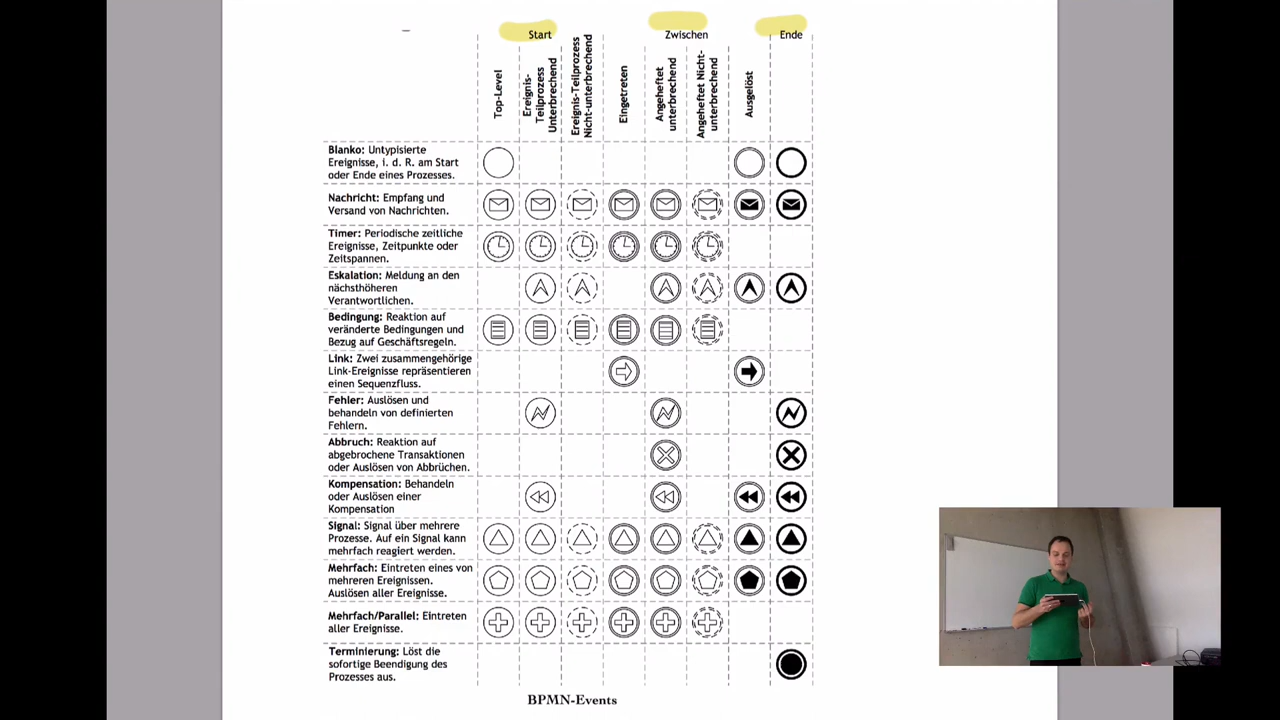 Start
Zwischen
Ende
Top-Level
Ereignis-
Teilprozess
Unterbrechend
Ereignis-Teilprozess
Nicht-unterbrechend
Eingetreten
Angeheftet
unterbrechend
Angeheftet Nicht-
unterbrechend
Ausgelöst
Blanko: Untypisierte
Ereignisse, i. d. R. am Start
oder Ende eines Prozesses.
Nachricht: Empfang und
Versand von Nachrichten.
Timer: Periodische zeitliche
Ereignisse, Zeitpunkte oder
Zeitspannen.
Eskalation: Meldung an den
nächsthöheren
Verantwortlichen.
Bedingung: Reaktion auf
veränderte Bedingungen und
Bezug auf Geschäftsregeln.
Link: Zwei zusammengehörige
Link-Ereignisse repräsentieren
einen Sequenzfluss.
Fehler: Auslösen und
behandeln von definierten
Fehlern.
Abbruch: Reaktion auf
abgebrochene Transaktionen
oder Auslösen von Abbrüchen.
Kompensation: Behandeln
oder Auslösen einer
Kompensation
Signal: Signal über mehrere
Prozesse. Auf ein Signal kann
mehrfach reagiert werden.
Mehrfach: Eintreten eines von
mehreren Ereignissen.
Auslösen aller Ereignisse.
Mehrfach/Parallel: Eintreten
aller Ereignisse.
Terminierung: Löst die
sofortige Beendigung des
Prozesses aus.
BPMN-Events